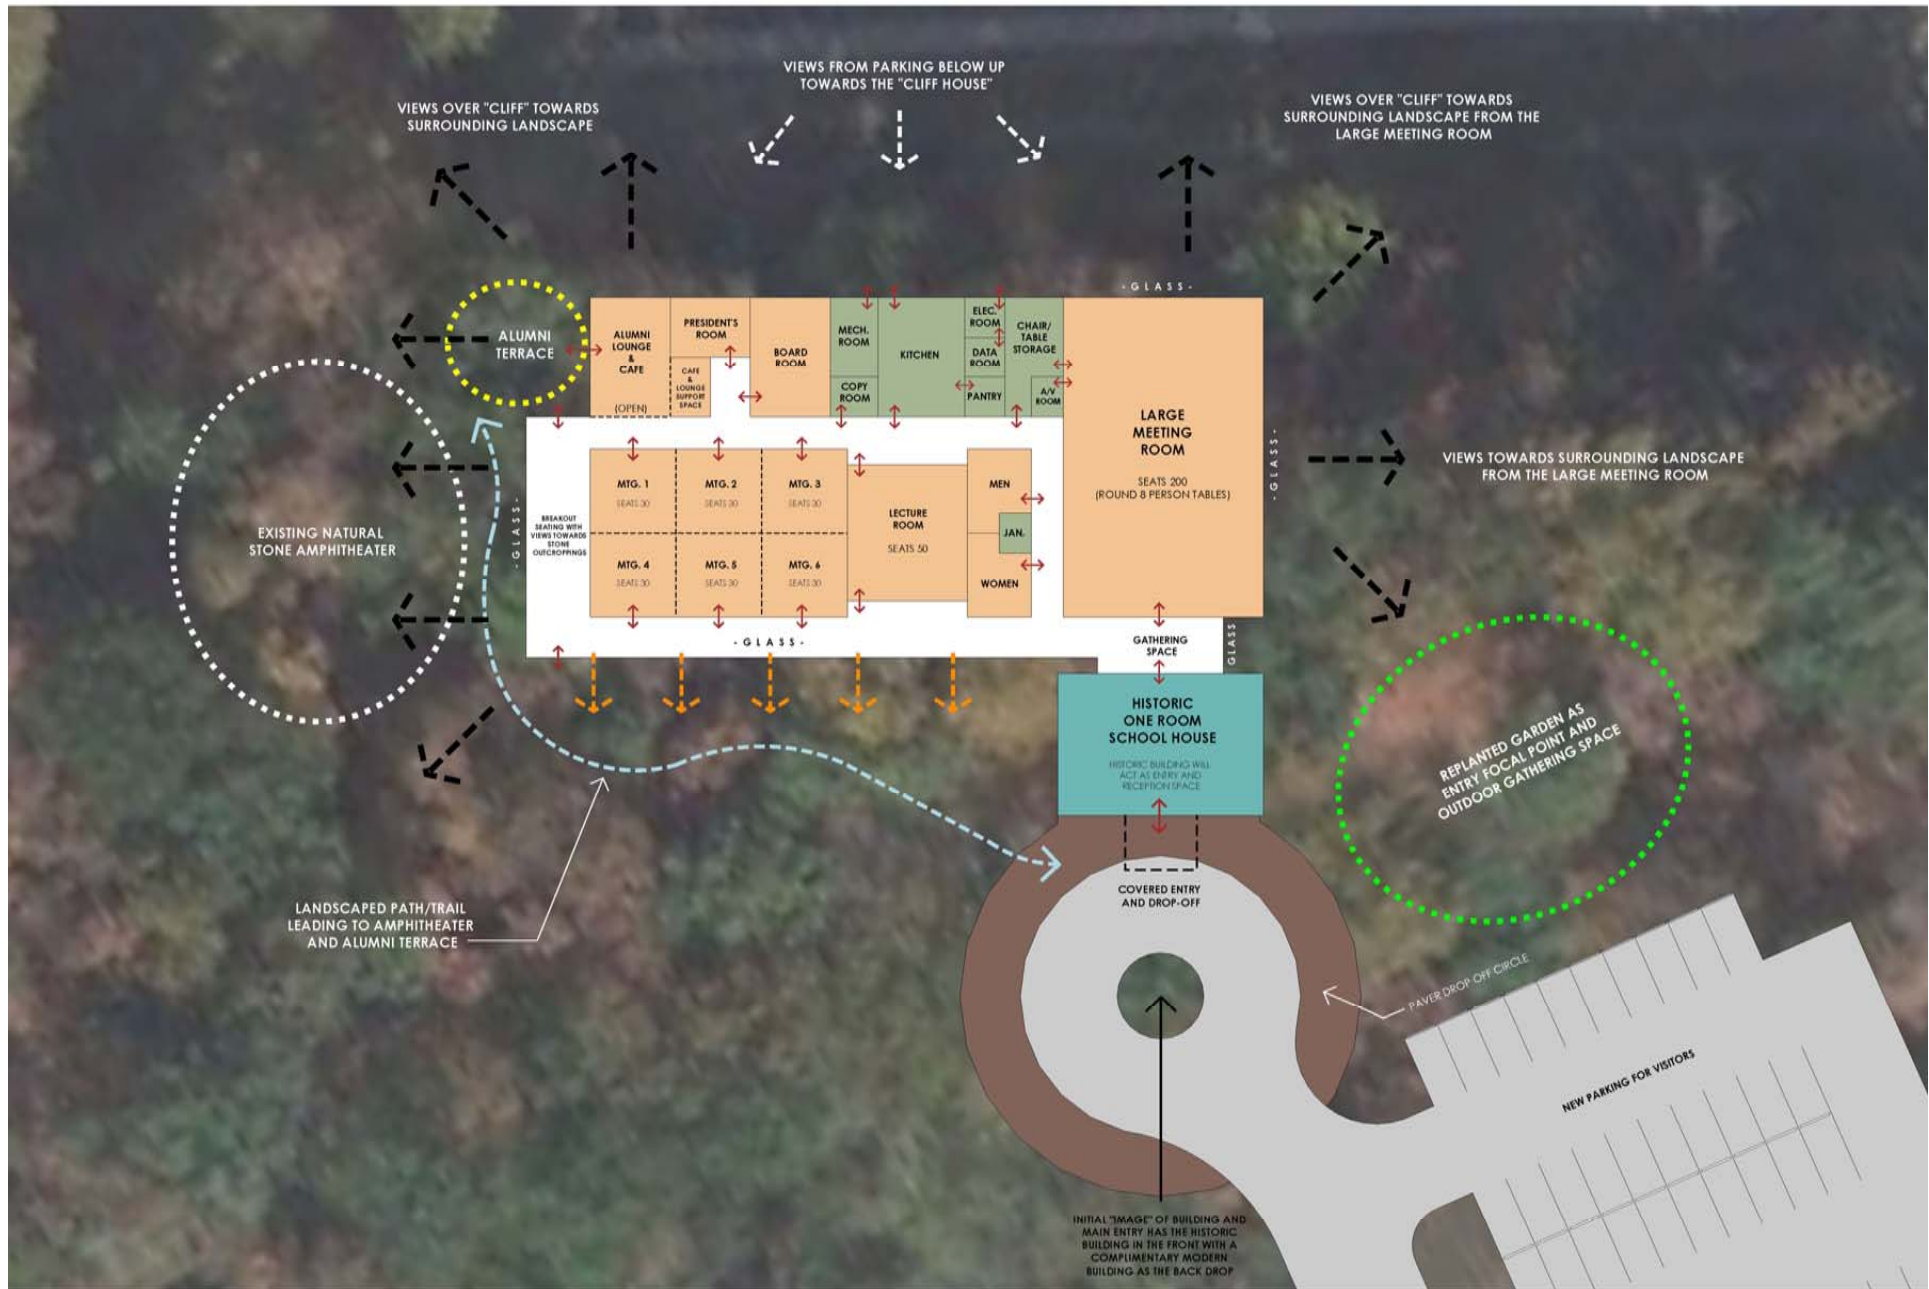 VIEWS FROM PARKING BELOW UP
TOWARDS THE "CLIFF HOUSE"
VIEWS OVER "CLIFF" TOWARDS
SURROUNDING LANDSCAPE
VIEWS OVER "CLIFF" TOWARDS
SURROUNDING LANDSCAPE FROM THE
LARGE MEETING ROOM
-GLASS-
ALUMNI
TERRACE
ALUMNI
LOUNGE
&
CAFE
(OPEN)
PRESIDENT'S
ROOM
CAFE
&
LOUNGE
SUPPORT
SPACE
BOARD
ROOM
MECH.
ROOM
COPY
ROOM
KITCHEN
ELEC.
ROOM
DATA
ROOM
PANTRY
CHAIR/
TABLE
STORAGE
A/V
ROOM
LARGE
MEETING
ROOM
SEATS 200
(ROUND 8 PERSON TABLES)
-GLASS-
VIEWS TOWARDS SURROUNDING LANDSCAPE
FROM THE LARGE MEETING ROOM
EXISTING NATURAL
STONE AMPHITHEATER
-GLASS-
BREAKOUT
SEATING WITH
VIEWS TOWARDS
STONE
OUTCROPPINGS
MTG. 1
SEATS 30
MTG. 2
SEATS 30
MTG. 3
SEATS 30
MTG. 4
SEATS 30
MTG. 5
SEATS 30
MTG. 6
SEATS 30
LECTURE
ROOM
SEATS 50
MEN
JAN.
WOMEN
-GLASS-
GATHERING
SPACE
GLASS
HISTORIC
ONE ROOM
SCHOOL HOUSE
HISTORIC BUILDING WILL
ACT AS ENTRY AND
RECEPTION SPACE
REPLANTED GARDEN AS
ENTRY FOCAL POINT AND
OUTDOOR GATHERING SPACE
COVERED ENTRY
AND DROP-OFF
LANDSCAPED PATH/TRAIL
LEADING TO AMPHITHEATER
AND ALUMNI TERRACE
PAVER DROP OFF CIRCLE
NEW PARKING FOR VISITORS
INITIAL "IMAGE" OF BUILDING AND
MAIN ENTRY HAS THE HISTORIC
BUILDING IN THE FRONT WITH A
COMPLIMENTARY MODERN
BUILDING AS THE BACK DROP